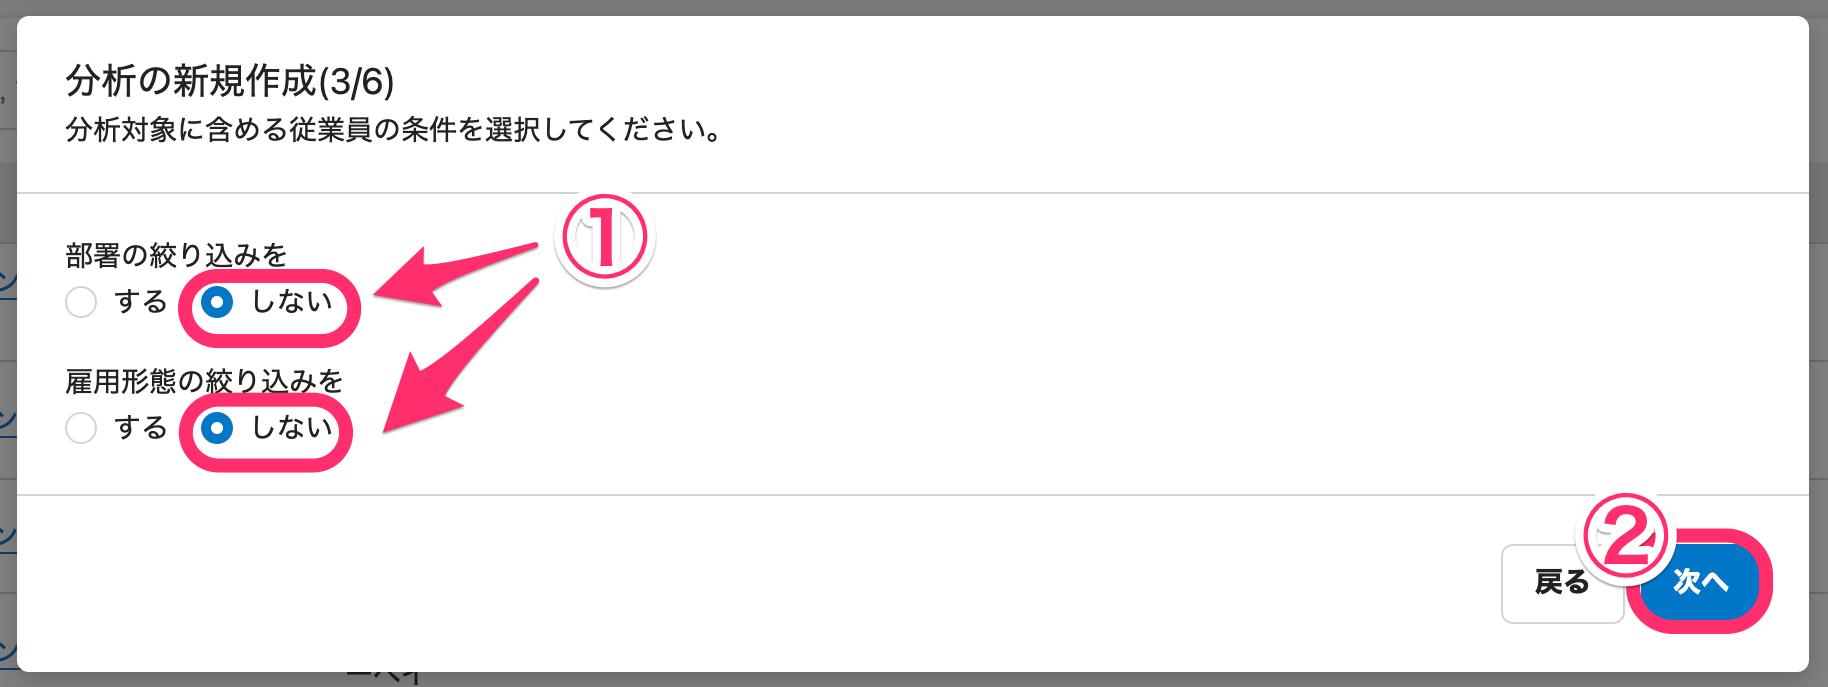 分析の新規作成(3/6)
分析対象に含める従業員の条件を選択してください。
部署の絞り込みを
する しない
①
雇用形態の絞り込みを
する しない
②
戻る 次へ